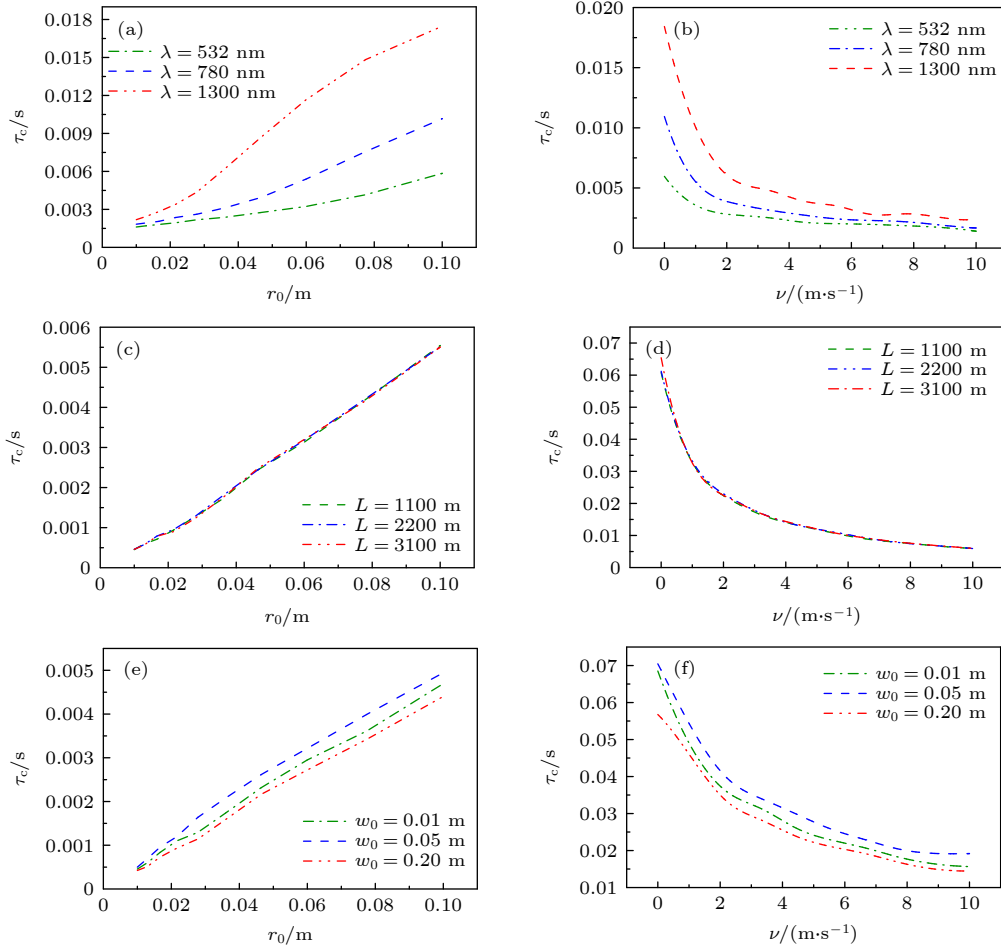 (a)
λ = 532 nm
λ = 780 nm
λ = 1300 nm
0.018
0.015
0.012
0.009
0.006
0.003
0
τc/s
0 0.02 0.04 0.06 0.08 0.10
r0/m
(b)
λ = 532 nm
λ = 780 nm
λ = 1300 nm
0.020
0.015
0.010
0.005
0
τc/s
0 2 4 6 8 10
ν/(m·s−1)
(c)
L = 1100 m
L = 2200 m
L = 3100 m
0.006
0.005
0.004
0.003
0.002
0.001
0
τc/s
0 0.02 0.04 0.06 0.08 0.10
r0/m
(d)
L = 1100 m
L = 2200 m
L = 3100 m
0.07
0.06
0.05
0.04
0.03
0.02
0.01
0
τc/s
0 2 4 6 8 10
ν/(m·s−1)
(e)
w0 = 0.01 m
w0 = 0.05 m
w0 = 0.20 m
0.005
0.004
0.003
0.002
0.001
0
τc/s
0 0.02 0.04 0.06 0.08 0.10
r0/m
(f)
w0 = 0.01 m
w0 = 0.05 m
w0 = 0.20 m
0.07
0.06
0.05
0.04
0.03
0.02
0.01
τc/s
0 2 4 6 8 10
ν/(m·s−1)